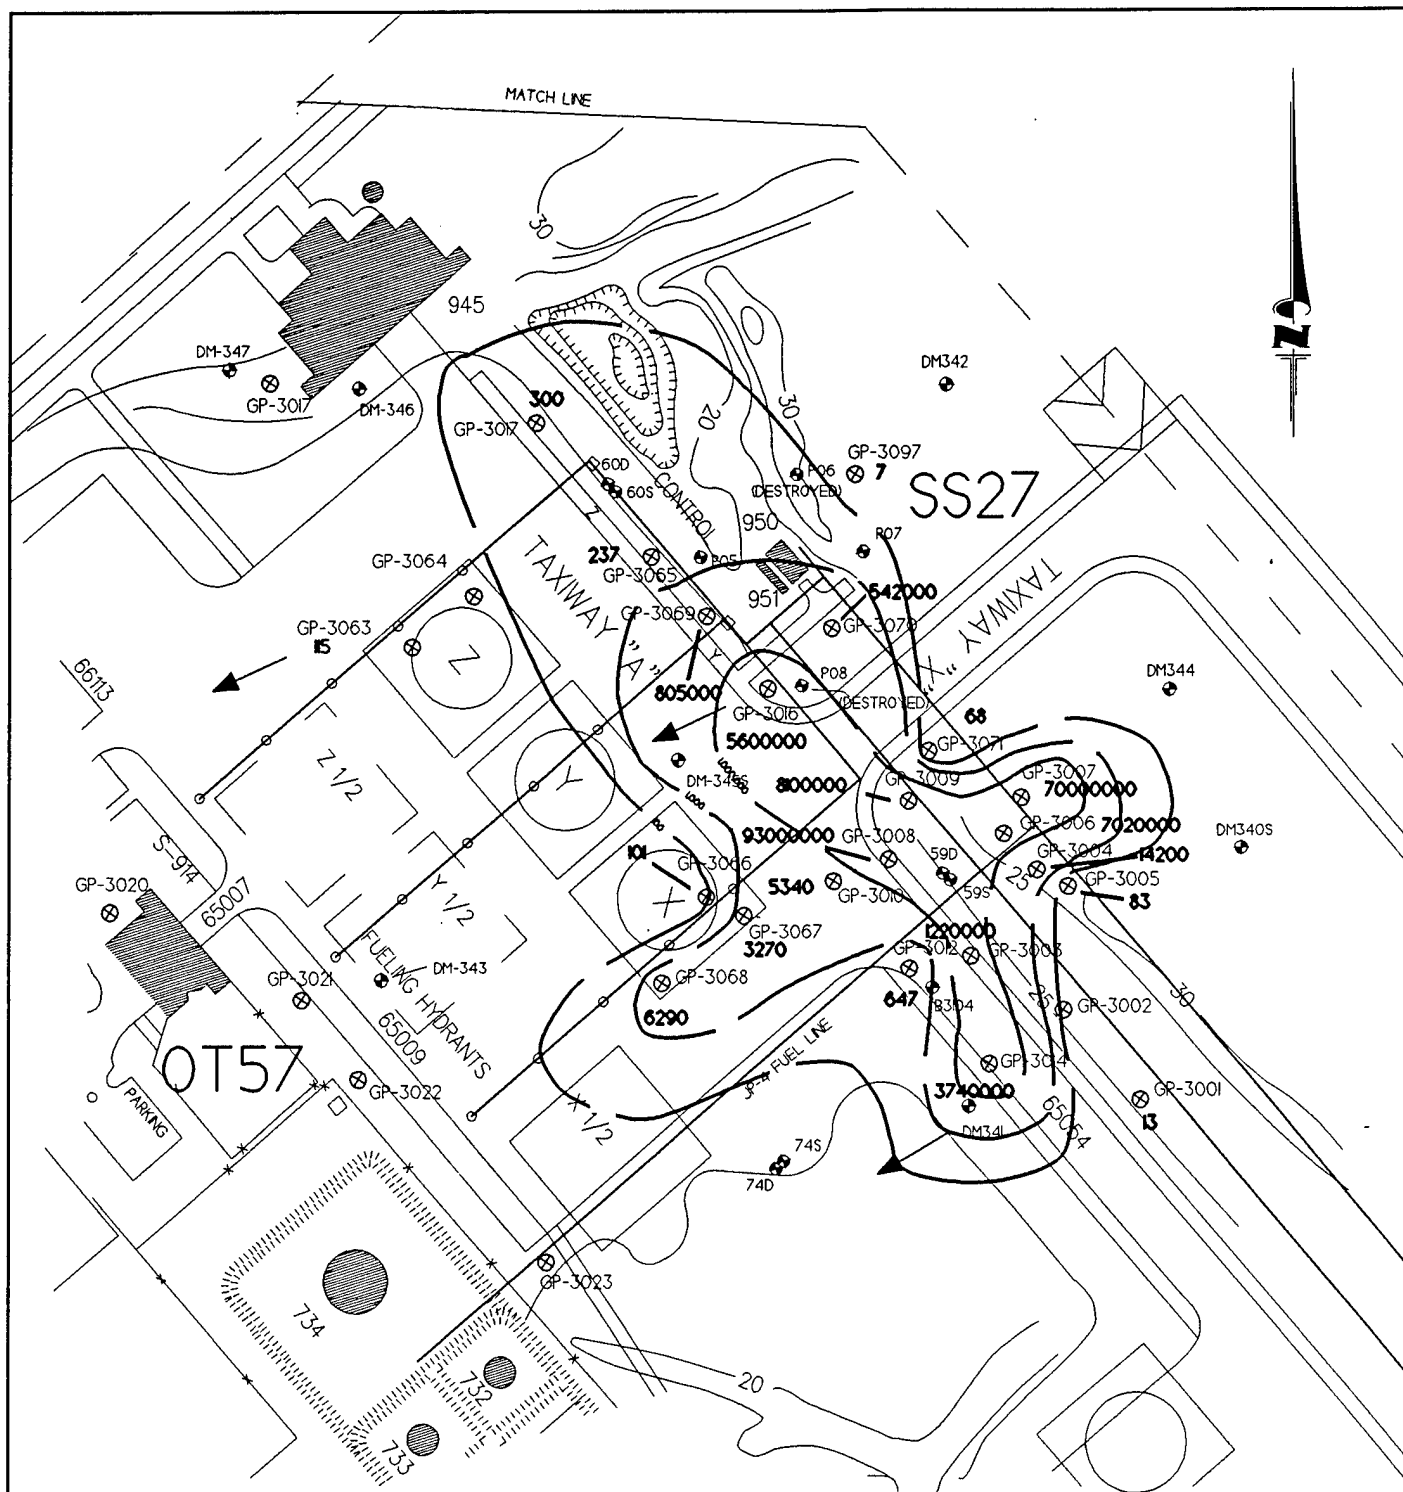 MATCH LINE
30
945
DM-347
GP-3017
DM-346
GP-3017
300
DM342
20
30
60D
60S
CONTROL
Z
P06
(DESTROYED)
GP-3097
7
SS27
950
P07
TAXIWAY "A"
237
GP-3065
P05
951
TAXIWAY "X"
542000
GP-3064
GP-3069
GP-3070
GP-3063
115
Z
Y
805000
P08
(DESTROYED)
DM344
66113
GP-3016
5600000
68
GP-3071
Z 1/2
Y
DM-345S
8100000
GP-3009
GP-3007
70000000
1000
100
93000000
GP-3008
GP-3006
7020000
DM340S
S-914
101
GP-3066
59D
GP-3004
14200
GP-3020
65007
Y 1/2
X
5340
GP-3010
59S
25
GP-3005
83
FUELING HYDRANTS
GP-3067
3270
1220000
GP-3012
GP-3003
DM-343
GP-3021
GP-3068
6290
647
B3104
25
GP-3002
30
65009
OT57
JP-4 FUEL LINE
GP-3014
GP-3022
PARKING
X 1/2
3740000
DM341
65054
GP-3001
13
74S
74D
GP-3023
734
732
733
20